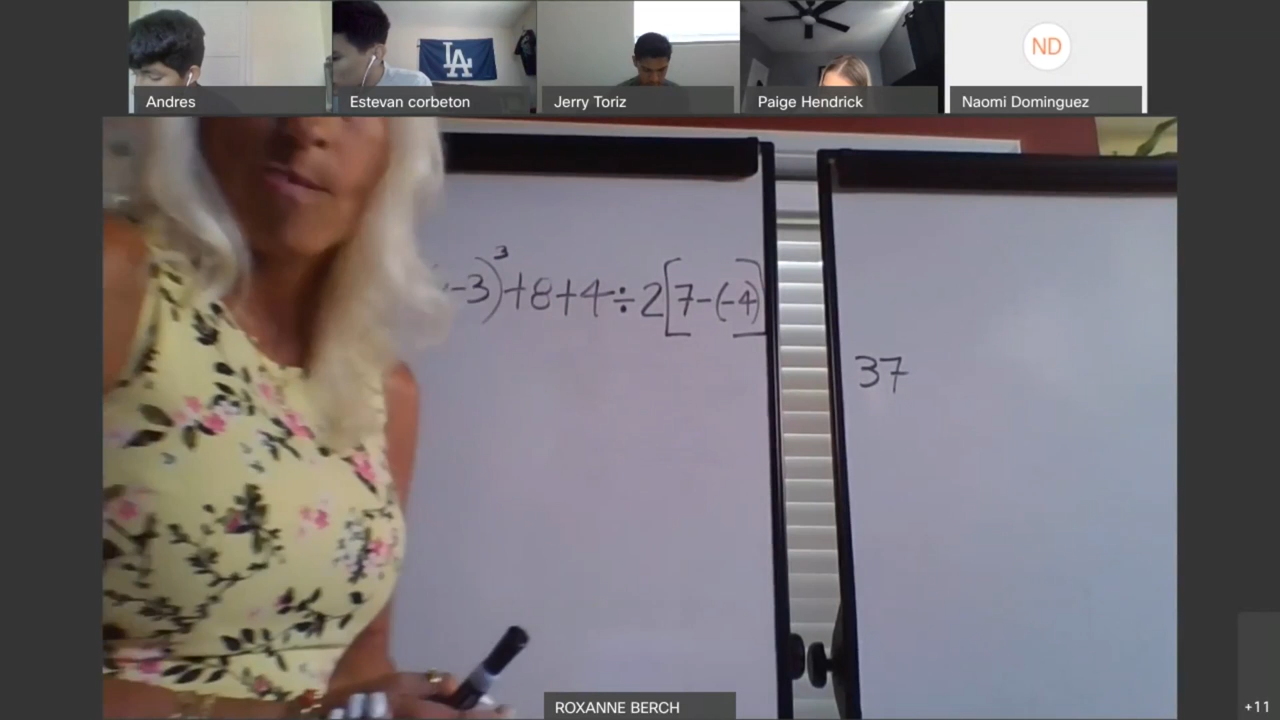 ND
Andres
Estevan corbeton
Jerry Toriz
Paige Hendrick
Naomi Dominguez
LA
-3)³+8+4÷2[7-(-4)]
37
ROXANNE BERCH
+11